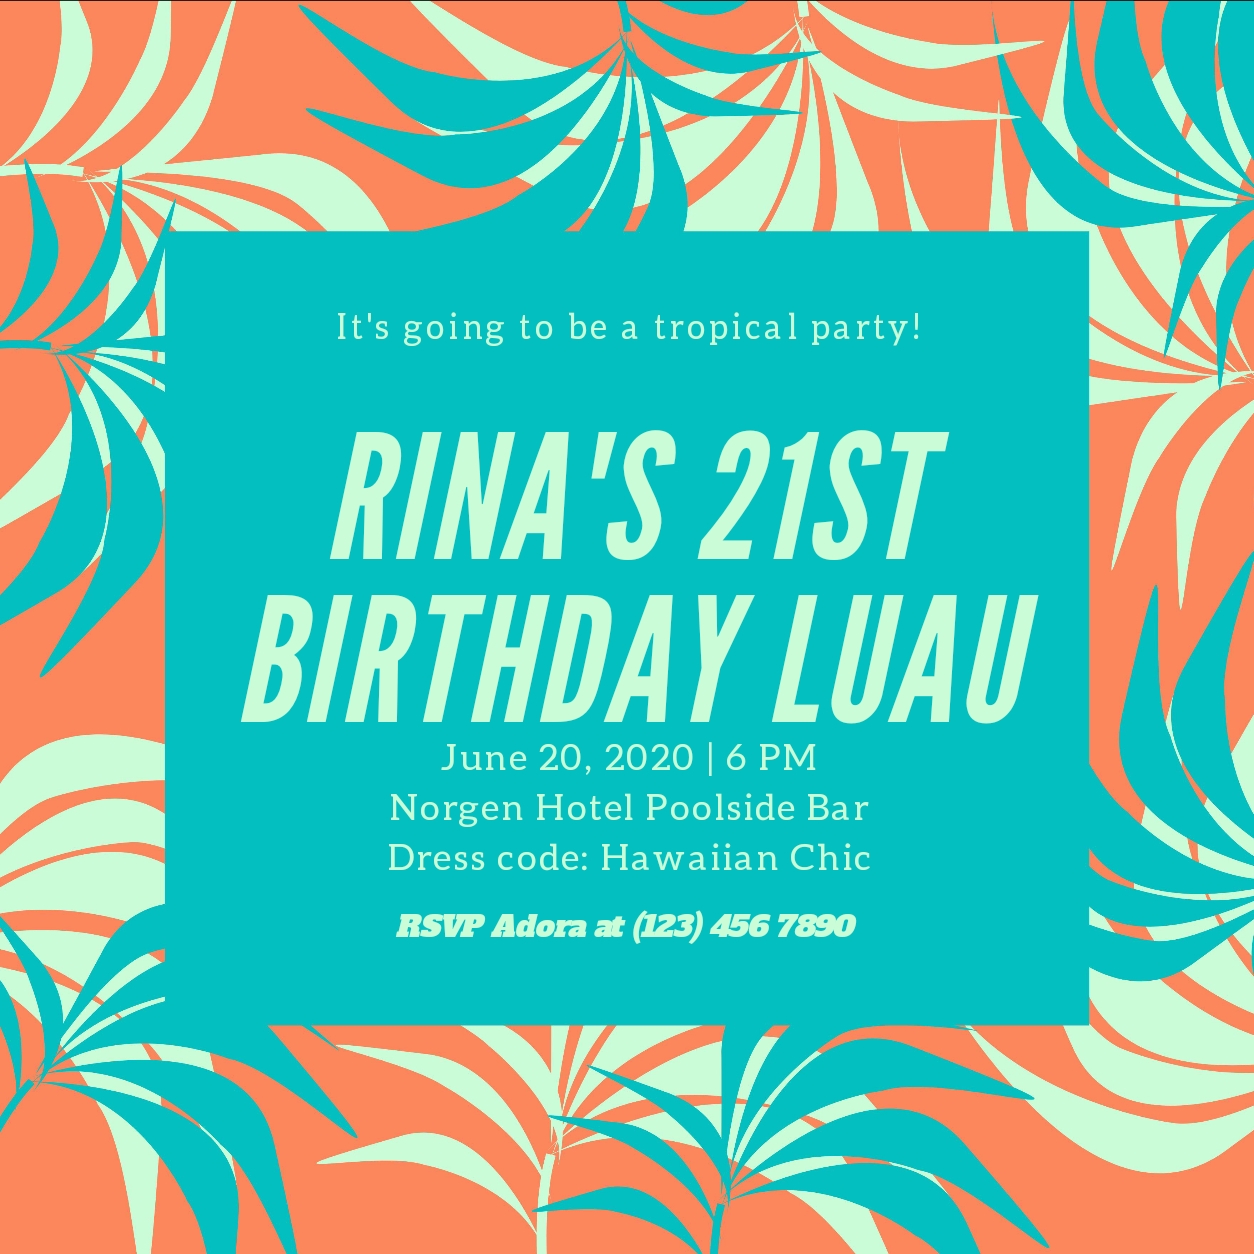 It's going to be a tropical party!
RINA'S 21ST
BIRTHDAY LUAU
June 20, 2020 | 6 PM
Norgen Hotel Poolside Bar
Dress code: Hawaiian Chic
RSVP Adora at (123) 456 7890